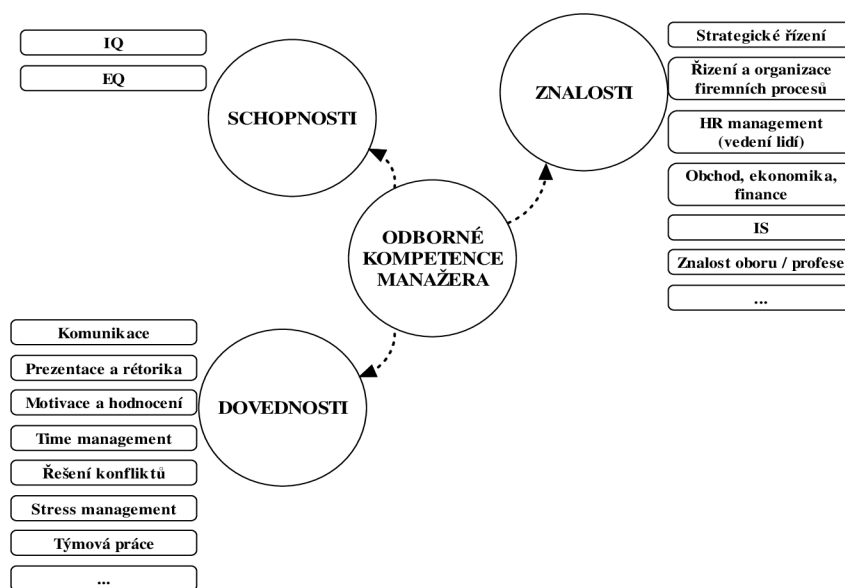 IQ
EQ
SCHOPNOSTI
ZNALOSTI
Strategické řízení
Řizení a organizace
firemních procesů
HR management
(vedení lidí)
Obchod, ekonomika,
finance
IS
Znalost oboru / profese
...
ODBORNÉ
KOMPETENCE
MANAŽERA
Komunikace
Prezentace a rétorika
Motivace a hodnocení
Time management
Řešení konfliktů
Stress management
Týmová práce
...
DOVEDNOSTI